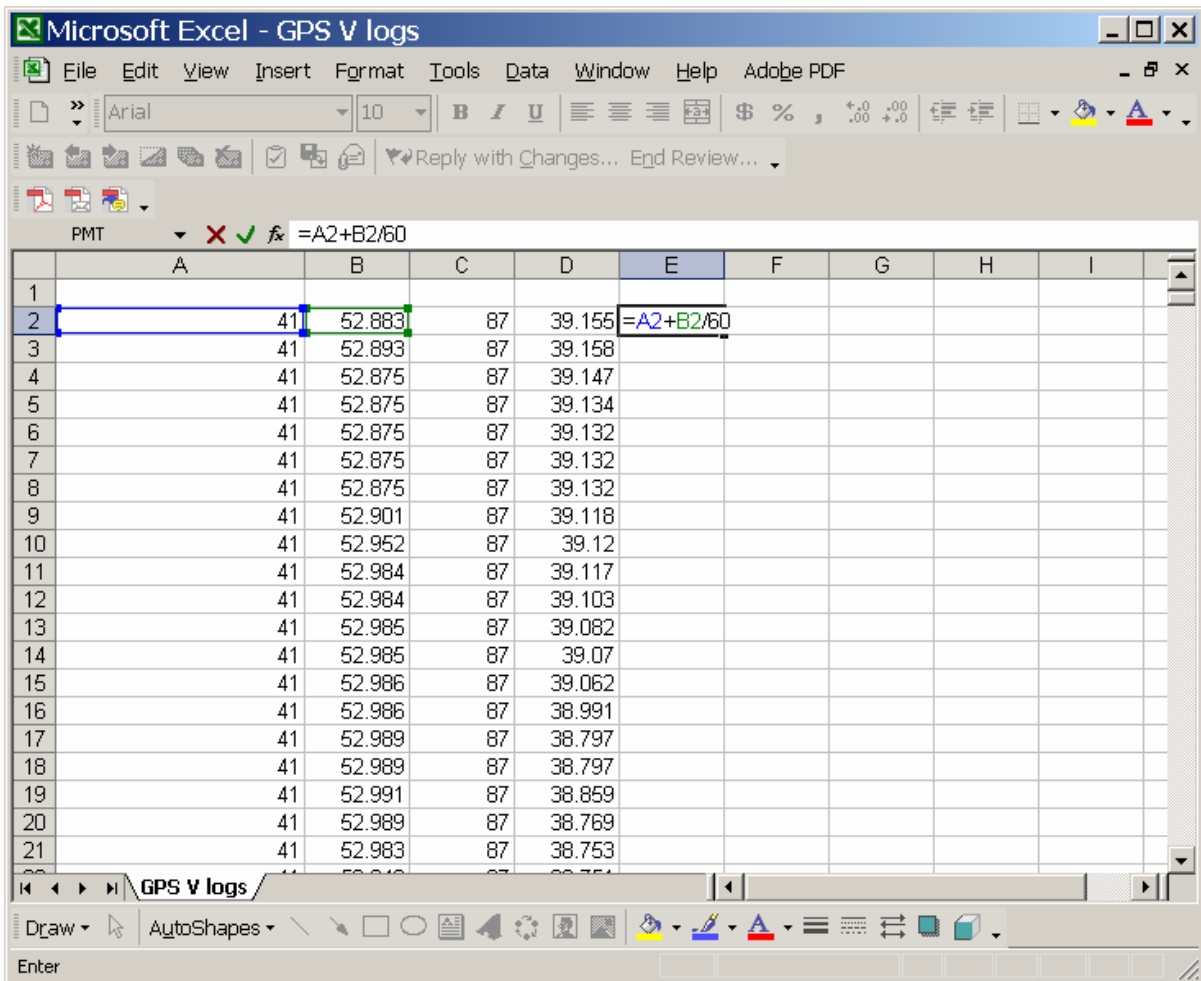 Microsoft Excel - GPS V logs
File Edit View Insert Format Tools Data Window Help Adobe PDF
Arial 10 B I U $ % , .0 .00 .00 .0 A
Reply with Changes... End Review...
PMT fx =A2+B2/60
A B C D E F G H I
1
2 41 52.883 87 39.155 =A2+B2/60
3 41 52.893 87 39.158
4 41 52.875 87 39.147
5 41 52.875 87 39.134
6 41 52.875 87 39.132
7 41 52.875 87 39.132
8 41 52.875 87 39.132
9 41 52.901 87 39.118
10 41 52.952 87 39.12
11 41 52.984 87 39.117
12 41 52.984 87 39.103
13 41 52.985 87 39.082
14 41 52.985 87 39.07
15 41 52.986 87 39.062
16 41 52.986 87 38.991
17 41 52.989 87 38.797
18 41 52.989 87 38.797
19 41 52.991 87 38.859
20 41 52.989 87 38.769
21 41 52.983 87 38.753
GPS V logs
Draw AutoShapes A
Enter